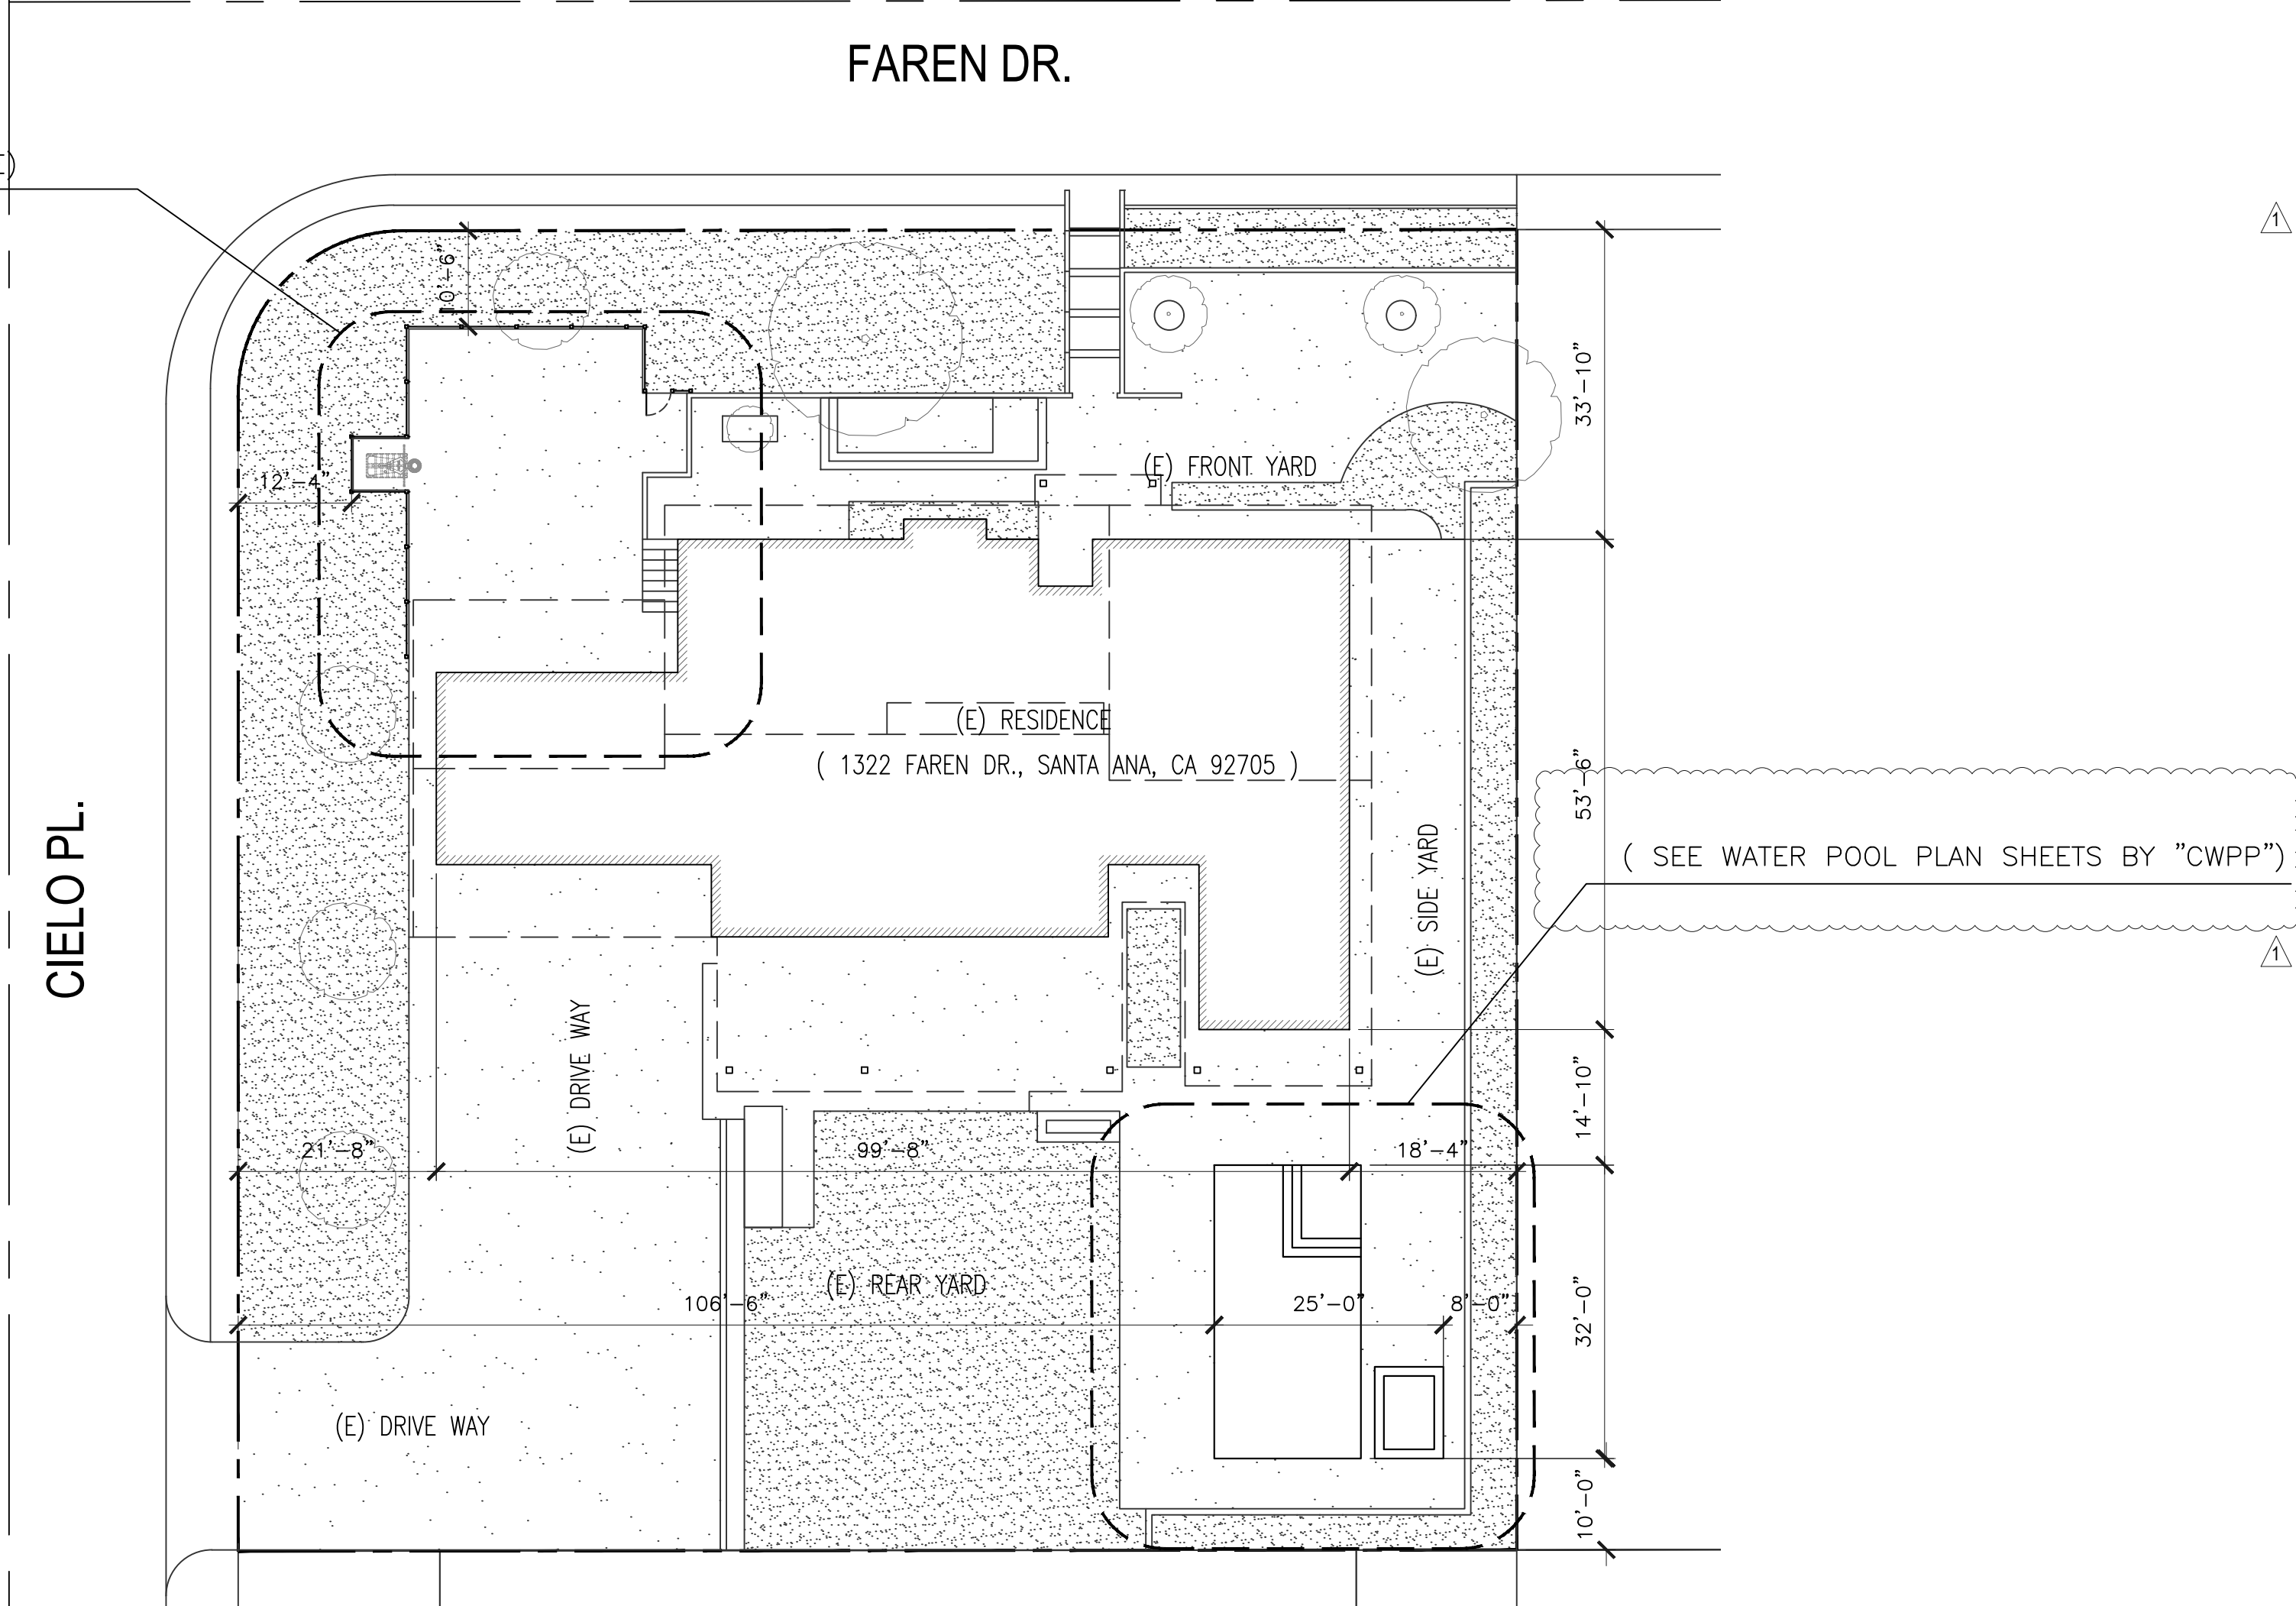 FAREN DR.
1
10'-6"
33'-10"
12'-4"
(E) FRONT YARD
(E) RESIDENCE
( 1322 FAREN DR., SANTA ANA, CA 92705 )
53'-6"
CIELO PL.
(E) SIDE YARD
( SEE WATER POOL PLAN SHEETS BY "CWPP")
1
(E) DRIVE WAY
14'-10"
21'-8"
99'-8"
18'-4"
(E) REAR YARD
106'-6"
25'-0"
8'-0"
32'-0"
(E) DRIVE WAY
10'-0"